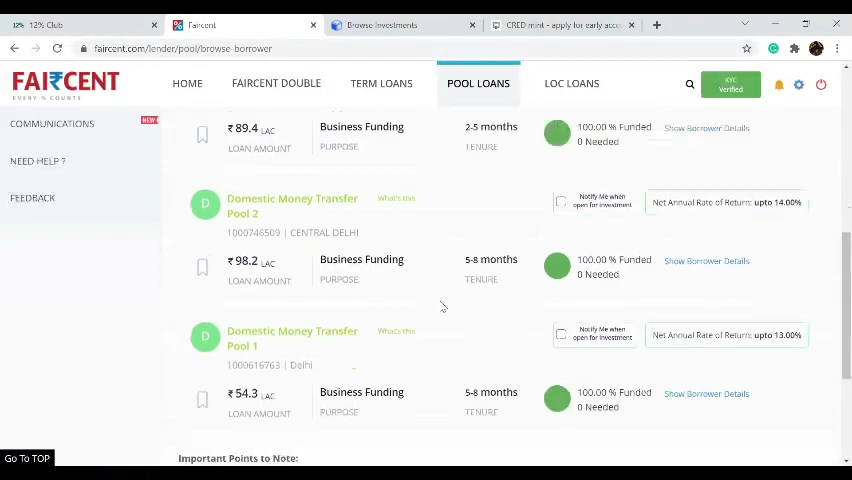 12% 12% Club
Faircent
Browse Investments
CRED mint - apply for early acce
faircent.com/lender/pool/browse-borrower
FAIRCENT
EVERY % COUNTS
HOME
FAIRCENT DOUBLE
TERM LOANS
POOL LOANS
LOC LOANS
KYC
Verified
COMMUNICATIONS
NEW
NEED HELP ?
FEEDBACK
₹ 89.4 LAC
LOAN AMOUNT
Business Funding
PURPOSE
2-5 months
TENURE
100.00 % Funded
0 Needed
Show Borrower Details
D
Domestic Money Transfer
Pool 2
What's this
1000746509 | CENTRAL DELHI
Notify Me when
open for investment
Net Annual Rate of Return: upto 14.00%
₹ 98.2 LAC
LOAN AMOUNT
Business Funding
PURPOSE
5-8 months
TENURE
100.00 % Funded
0 Needed
Show Borrower Details
D
Domestic Money Transfer
Pool 1
What's this
1000616763 | Delhi
Notify Me when
open for investment
Net Annual Rate of Return: upto 13.00%
₹ 54.3 LAC
LOAN AMOUNT
Business Funding
PURPOSE
5-8 months
TENURE
100.00 % Funded
0 Needed
Show Borrower Details
Go To TOP
Important Points to Note: